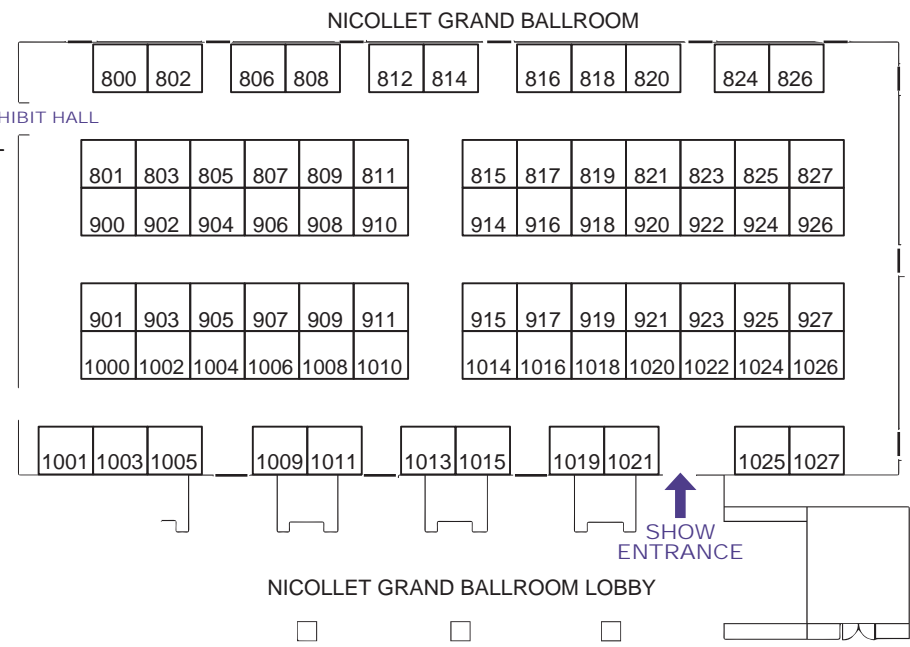 NICOLLET GRAND BALLROOM
800 802 806 808 812 814 816 818 820 824 826
HIBIT HALL
801 803 805 807 809 811 815 817 819 821 823 825 827
900 902 904 906 908 910 914 916 918 920 922 924 926
901 903 905 907 909 911 915 917 919 921 923 925 927
1000 1002 1004 1006 1008 1010 1014 1016 1018 1020 1022 1024 1026
1001 1003 1005 1009 1011 1013 1015 1019 1021 1025 1027
SHOW
ENTRANCE
NICOLLET GRAND BALLROOM LOBBY